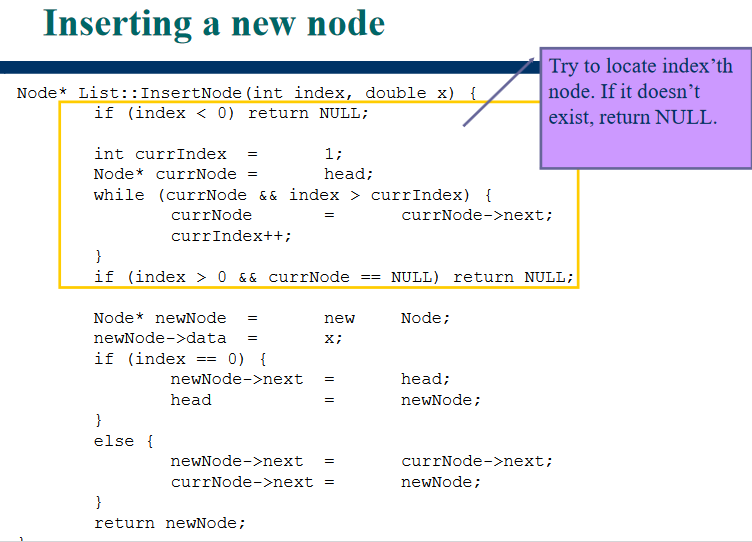 Inserting a new node
Try to locate index’th
node. If it doesn’t
exist, return NULL.
Node* List::InsertNode(int index, double x) {
if (index < 0) return NULL;
int currIndex = 1;
Node* currNode = head;
while (currNode && index > currIndex) {
currNode = currNode->next;
currIndex++;
}
if (index > 0 && currNode == NULL) return NULL;
Node* newNode = new Node;
newNode->data = x;
if (index == 0) {
newNode->next = head;
head = newNode;
}
else {
newNode->next = currNode->next;
currNode->next = newNode;
}
return newNode;